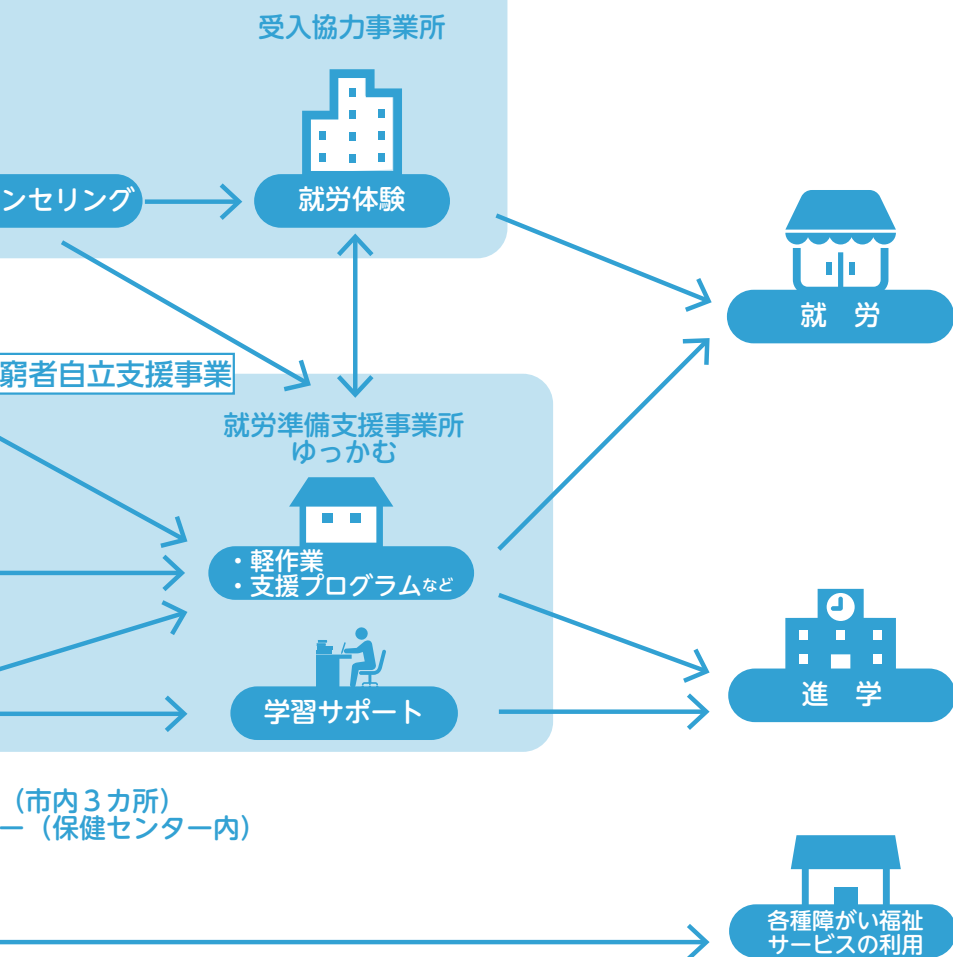 受入協力事業所
ンセリング
就労体験
就　労
窮者自立支援事業
就労準備支援事業所
ゆっかむ
・軽作業
・支援プログラムなど
学習サポート
進　学
（市内３カ所）
ー（保健センター内）
各種障がい福祉
サービスの利用